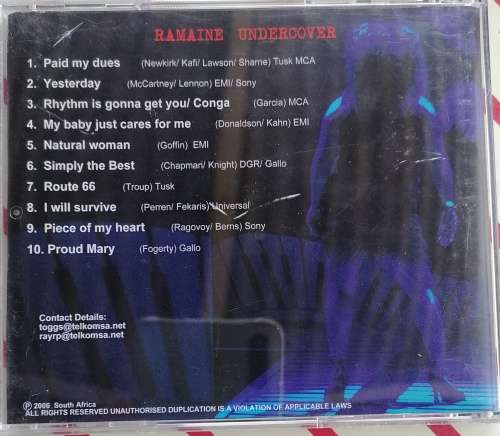 RAMAINE UNDERCOVER
1. Paid my dues (Newkirk/ Kafi/ Lawson/ Shame) Tusk MCA
2. Yesterday (McCartney/ Lennon) EMI/ Sony
3. Rhythm is gonna get you/ Conga (Garcia) MCA
4. My baby just cares for me (Donaldson/ Kahn) EMI
5. Natural woman (Goffin) EMI
6. Simply the Best (Chapman/ Knight) DGR/ Gallo
7. Route 66 (Troup) Tusk
8. I will survive (Perren/ Fekaris) Universal
9. Piece of my heart (Ragovoy/ Berns) Sony
10. Proud Mary (Fogerty) Gallo
Contact Details:
toggs@telkomsa.net
rayrp@telkomsa.net
℗ 2006 South Africa
ALL RIGHTS RESERVED UNAUTHORISED DUPLICATION IS A VIOLATION OF APPLICABLE LAWS